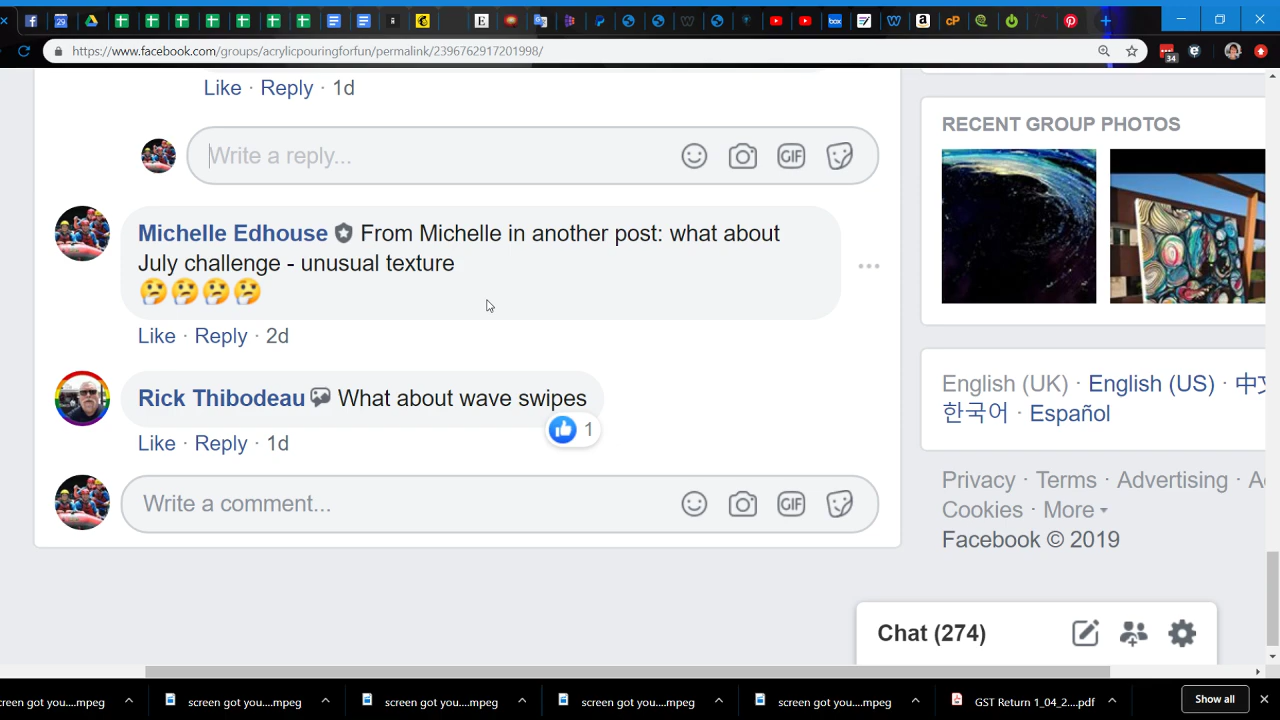 https://www.facebook.com/groups/acrylicpouringforfun/permalink/2396762917201998/
34
Like · Reply · 1d
Write a reply...
GIF
RECENT GROUP PHOTOS
Michelle Edhouse From Michelle in another post: what about
July challenge - unusual texture
Like · Reply · 2d
Rick Thibodeau What about wave swipes
1
Like · Reply · 1d
Write a comment...
GIF
English (UK) · English (US) ·
한국어 · Español
Privacy · Terms · Advertising ·
Cookies · More
Facebook © 2019
Chat (274)
screen got you....mpeg
screen got you....mpeg
screen got you....mpeg
screen got you....mpeg
GST Return 1_04_2....pdf
Show all